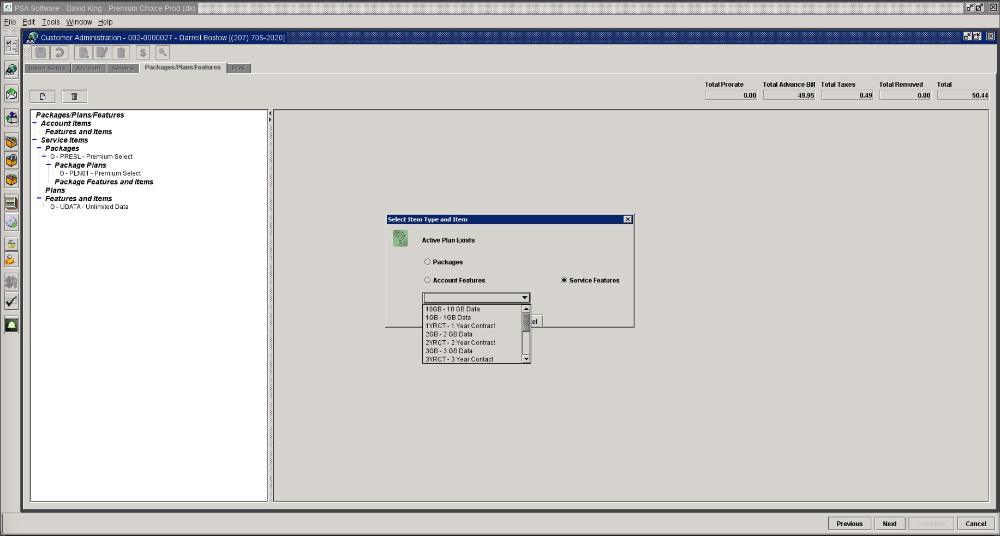 PSA Software - David King - Premium Choice Prod (dk)
File Edit Tools Window Help
Customer Administration - 002-0000027 - Darrell Bostow [(207) 706-2020]
Insert Setup Account Service Packages/Plans/Features POS
Total Prorate Total Advance Bill Total Taxes Total Removed Total
0.00 49.95 0.49 0.00 50.44
Packages/Plans/Features
Account Items
Features and Items
Service Items
Packages
O - PRESL - Premium Select
Package Plans
O - PLN01 - Premium Select
Package Features and Items
Plans
Features and Items
O - UDATA - Unlimited Data
Select Item Type and Item
Active Plan Exists
Packages
Account Features Service Features
10GB - 10 GB Data
1GB - 1GB Data
1YRCT - 1 Year Contract
2GB - 2 GB Data
2YRCT - 2 Year Contract
3GB - 3 GB Data
3YRCT - 3 Year Contact
Previous Next Complete Cancel